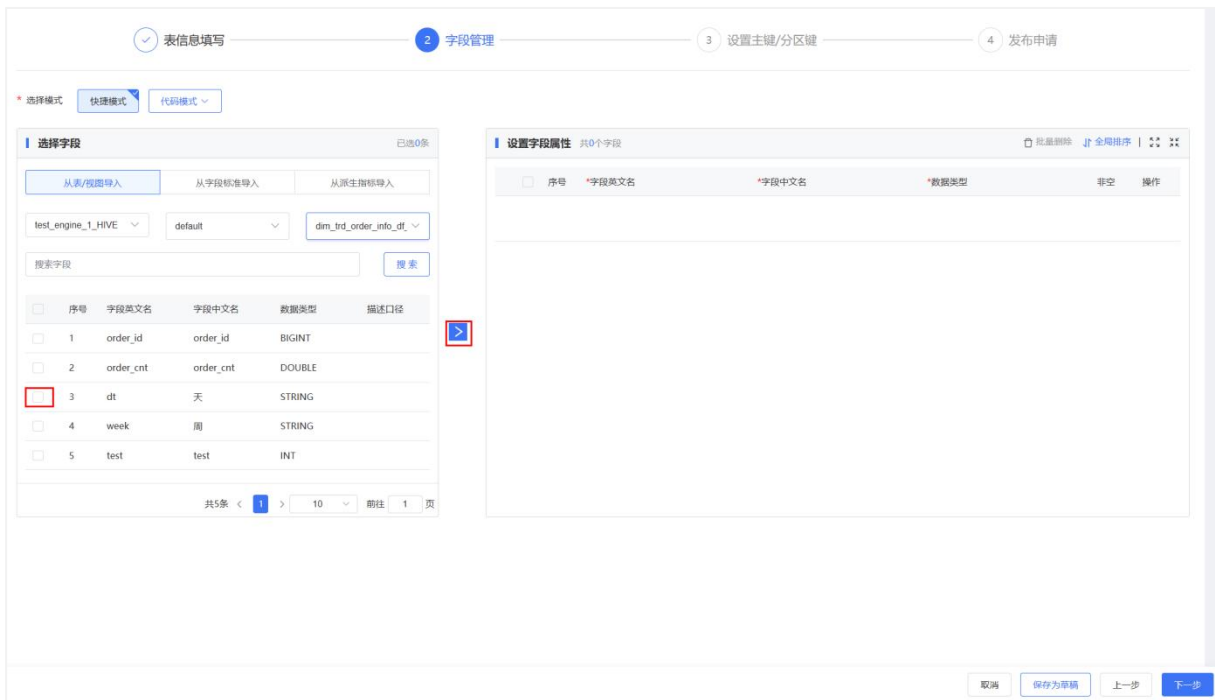 表信息填写 2 字段管理 3 设置主键/分区键 4 发布申请
* 选择模式 快捷模式 代码模式
选择字段 已选0条
从表/视图导入 从字段标准导入 从派生指标导入
test_engine_1_HIVE default dim_trd_order_info_df_
搜索字段 搜索
序号 字段英文名 字段中文名 数据类型 描述口径
1 order_id order_id BIGINT
2 order_cnt order_cnt DOUBLE
3 dt 天 STRING
4 week 周 STRING
5 test test INT
共5条 < 1 > 10 前往 1 页
设置字段属性 共0个字段 批量删除 全局排序
序号 *字段英文名 *字段中文名 *数据类型 非空 操作
取消 保存为草稿 上一步 下一步